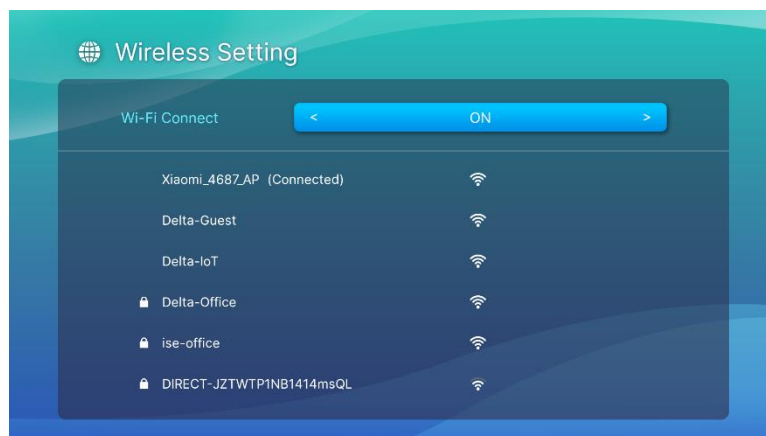 Wireless Setting
Wi-Fi Connect < ON >
Xiaomi_4687_AP (Connected)
Delta-Guest
Delta-IoT
Delta-Office
ise-office
DIRECT-JZTWTP1NB1414msQL